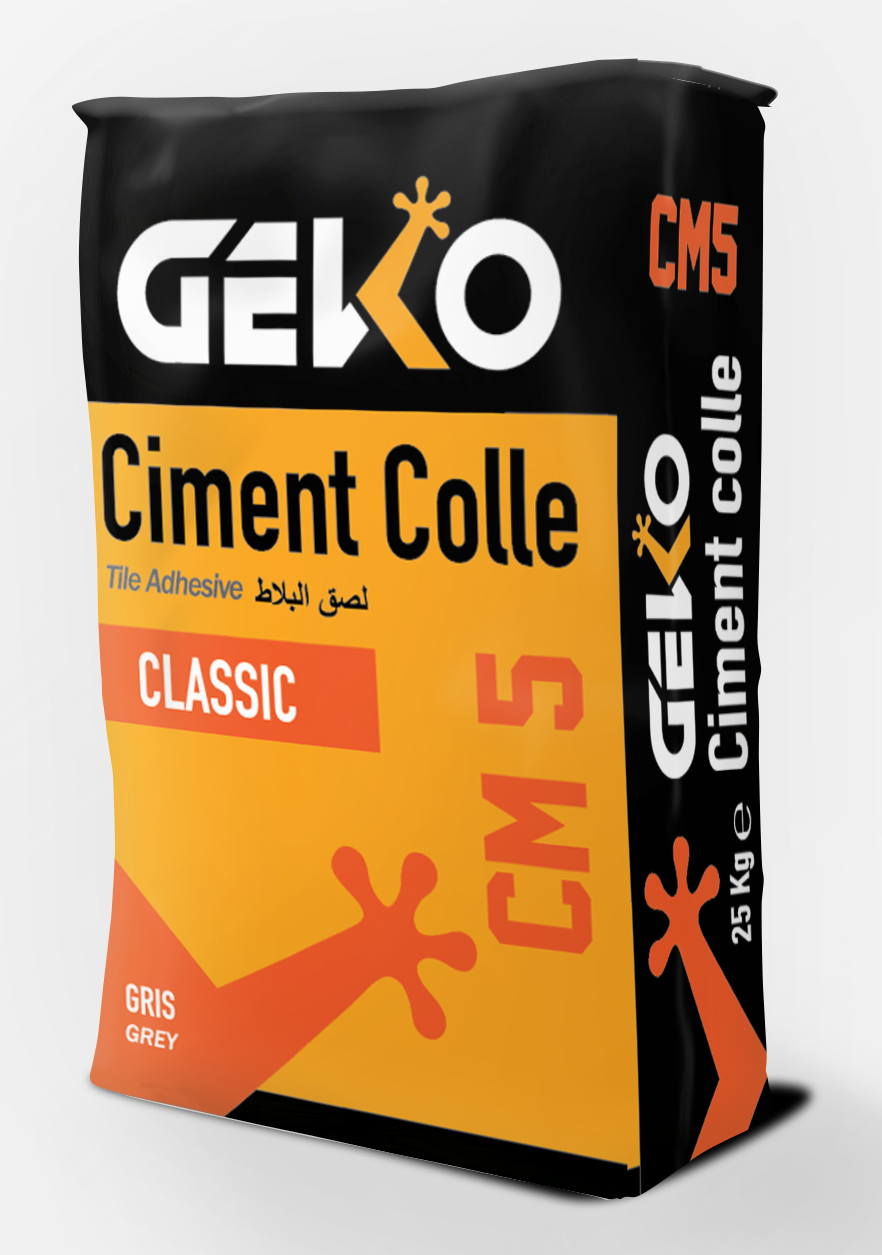 GEKO
Ciment Colle
Tile Adhesive لصق البلاط
CLASSIC
CM 5
GRIS
GREY
CM5
GEKO
Ciment colle
25 Kg e